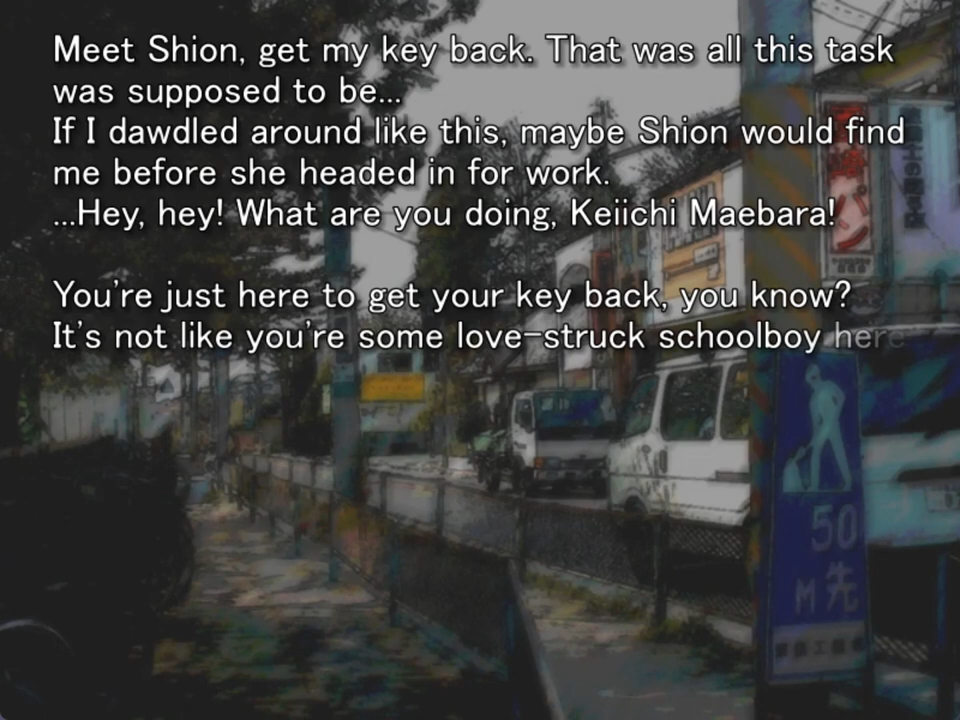 Meet Shion, get my key back. That was all this task
was supposed to be...
If I dawdled around like this, maybe Shion would find
me before she headed in for work.
...Hey, hey! What are you doing, Keiichi Maebara!
You're just here to get your key back, you know?
It's not like you're some love-struck schoolboy here
50
M先